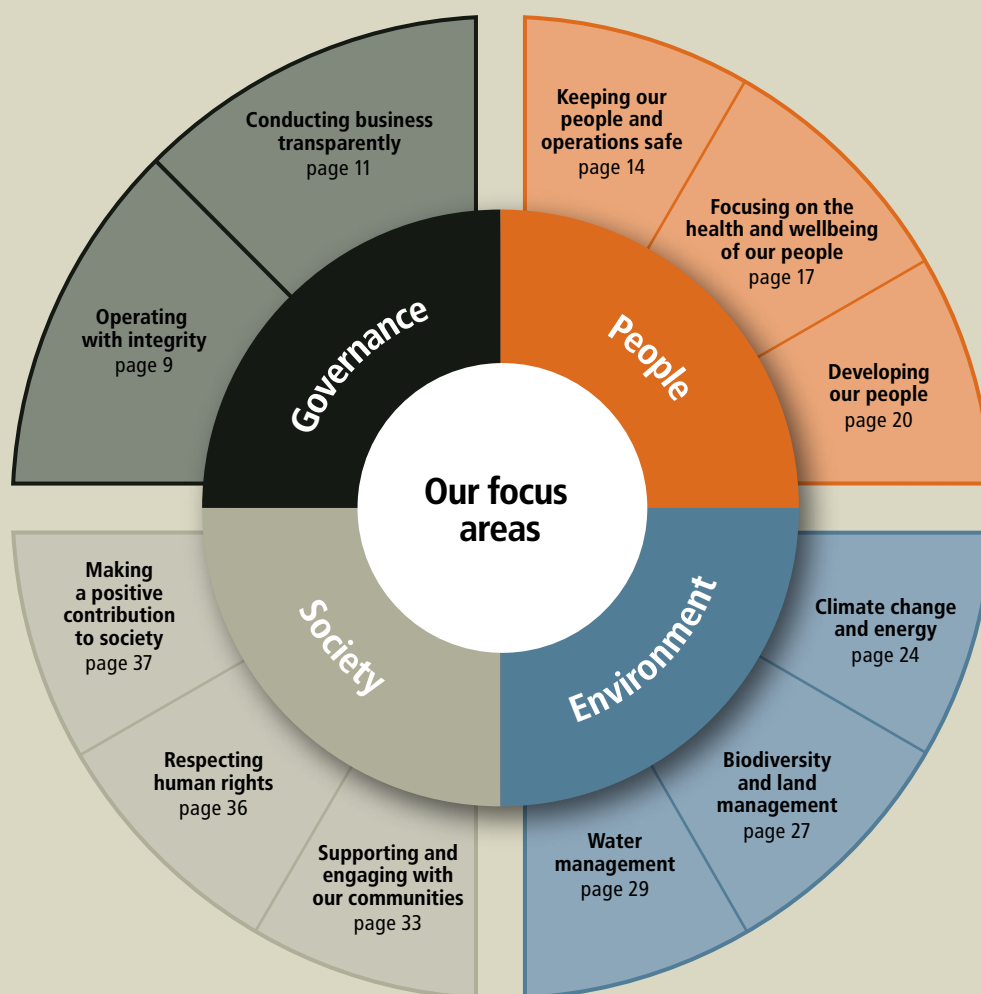 Our focus
areas
Governance
Operating
with integrity
page 9
Conducting business
transparently
page 11
People
Keeping our
people and
operations safe
page 14
Focusing on the
health and wellbeing
of our people
page 17
Developing
our people
page 20
Environment
Climate change
and energy
page 24
Biodiversity
and land
management
page 27
Water
management
page 29
Society
Supporting and
engaging with
our communities
page 33
Respecting
human rights
page 36
Making
a positive
contribution
to society
page 37